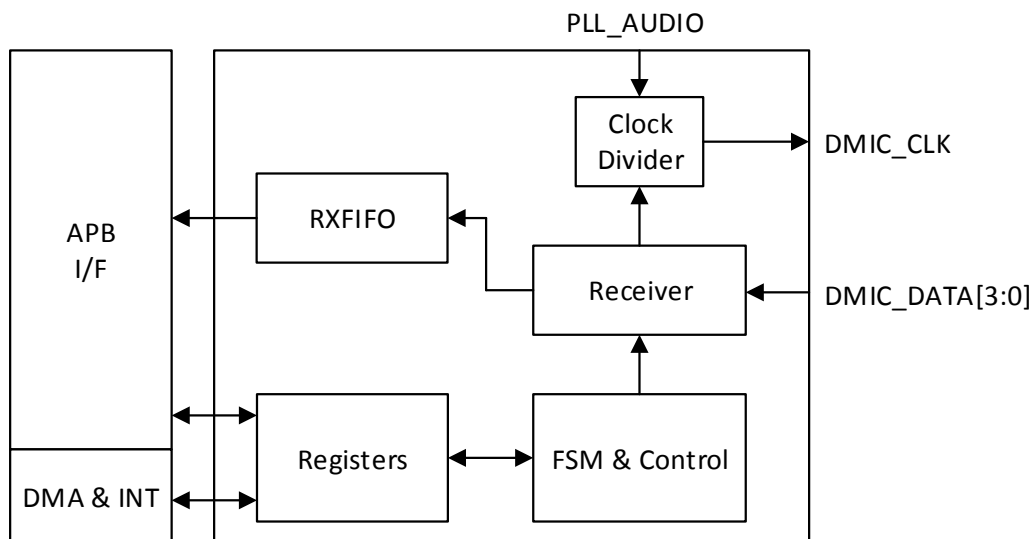 PLL_AUDIO
Clock
Divider
DMIC_CLK
RXFIFO
APB
I/F
Receiver
DMIC_DATA[3:0]
Registers
FSM & Control
DMA & INT